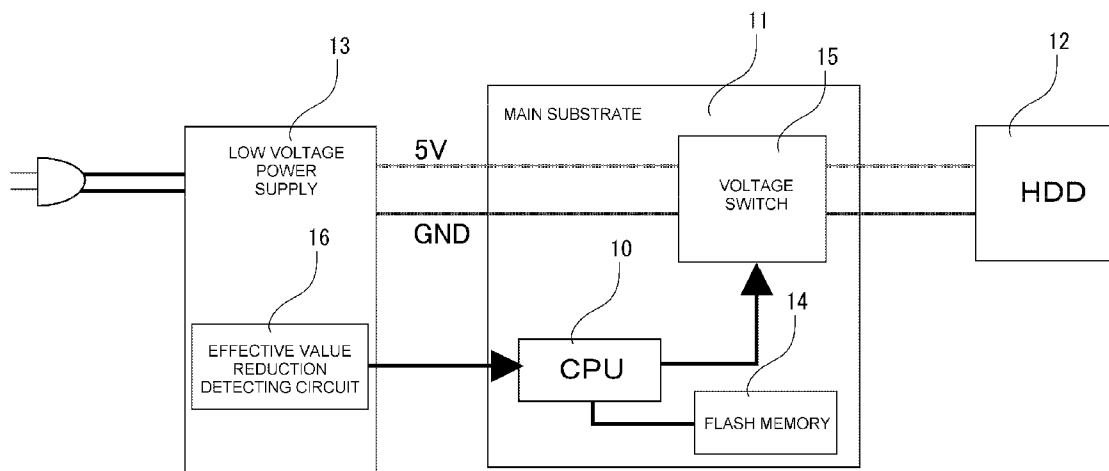 11
13
15
12
MAIN SUBSTRATE
LOW VOLTAGE
POWER
SUPPLY
5V
VOLTAGE
SWITCH
HDD
GND
16
10
14
EFFECTIVE VALUE
REDUCTION
DETECTING CIRCUIT
CPU
FLASH MEMORY